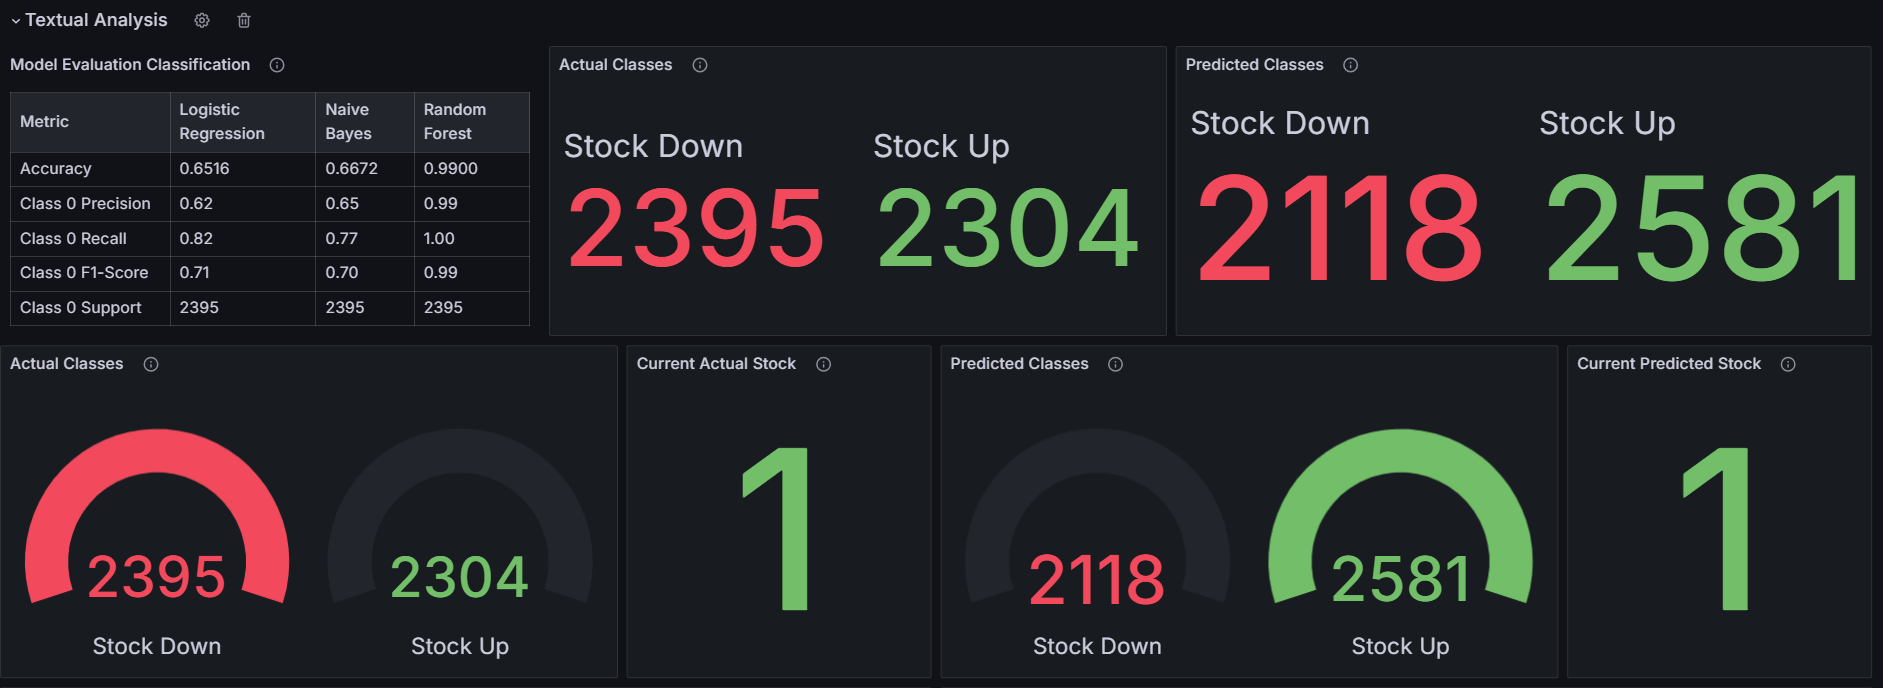 Textual Analysis
Model Evaluation Classification
Metric Logistic Regression Naive Bayes Random Forest
Accuracy 0.6516 0.6672 0.9900
Class 0 Precision 0.62 0.65 0.99
Class 0 Recall 0.82 0.77 1.00
Class 0 F1-Score 0.71 0.70 0.99
Class 0 Support 2395 2395 2395
Actual Classes
Stock Down Stock Up
2395 2304
Predicted Classes
Stock Down Stock Up
2118 2581
Actual Classes
2395 2304
Stock Down Stock Up
Current Actual Stock
1
Predicted Classes
2118 2581
Stock Down Stock Up
Current Predicted Stock
1